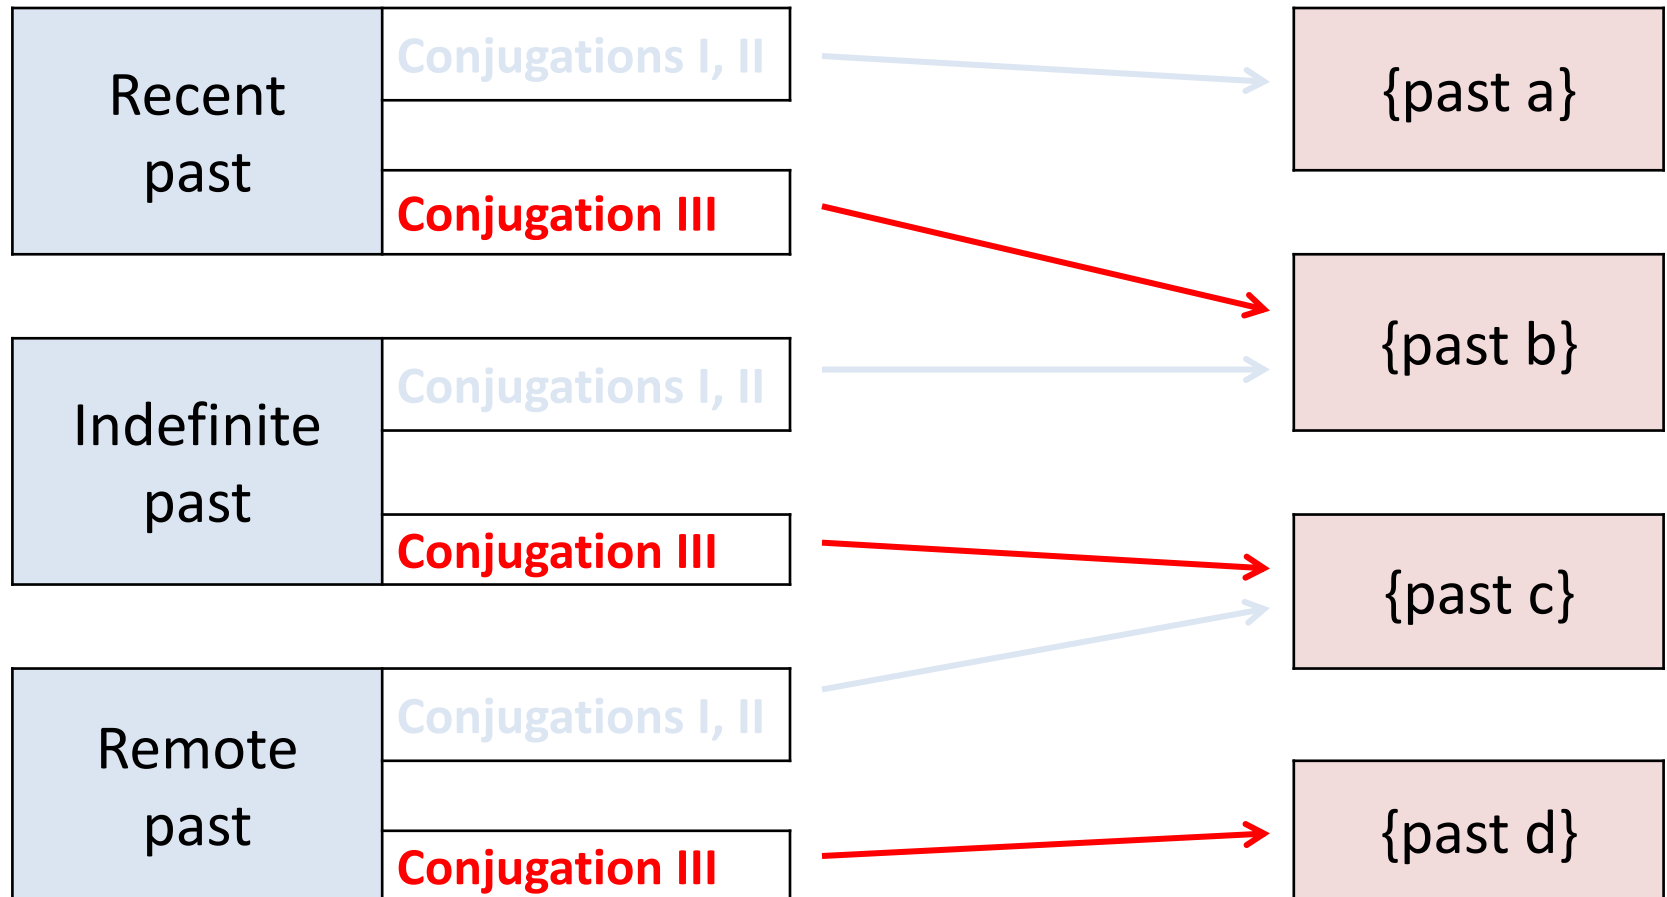 Recent
past
Conjugations I, II
Conjugation III
{past a}
{past b}
Indefinite
past
Conjugations I, II
Conjugation III
{past c}
Remote
past
Conjugations I, II
Conjugation III
{past d}